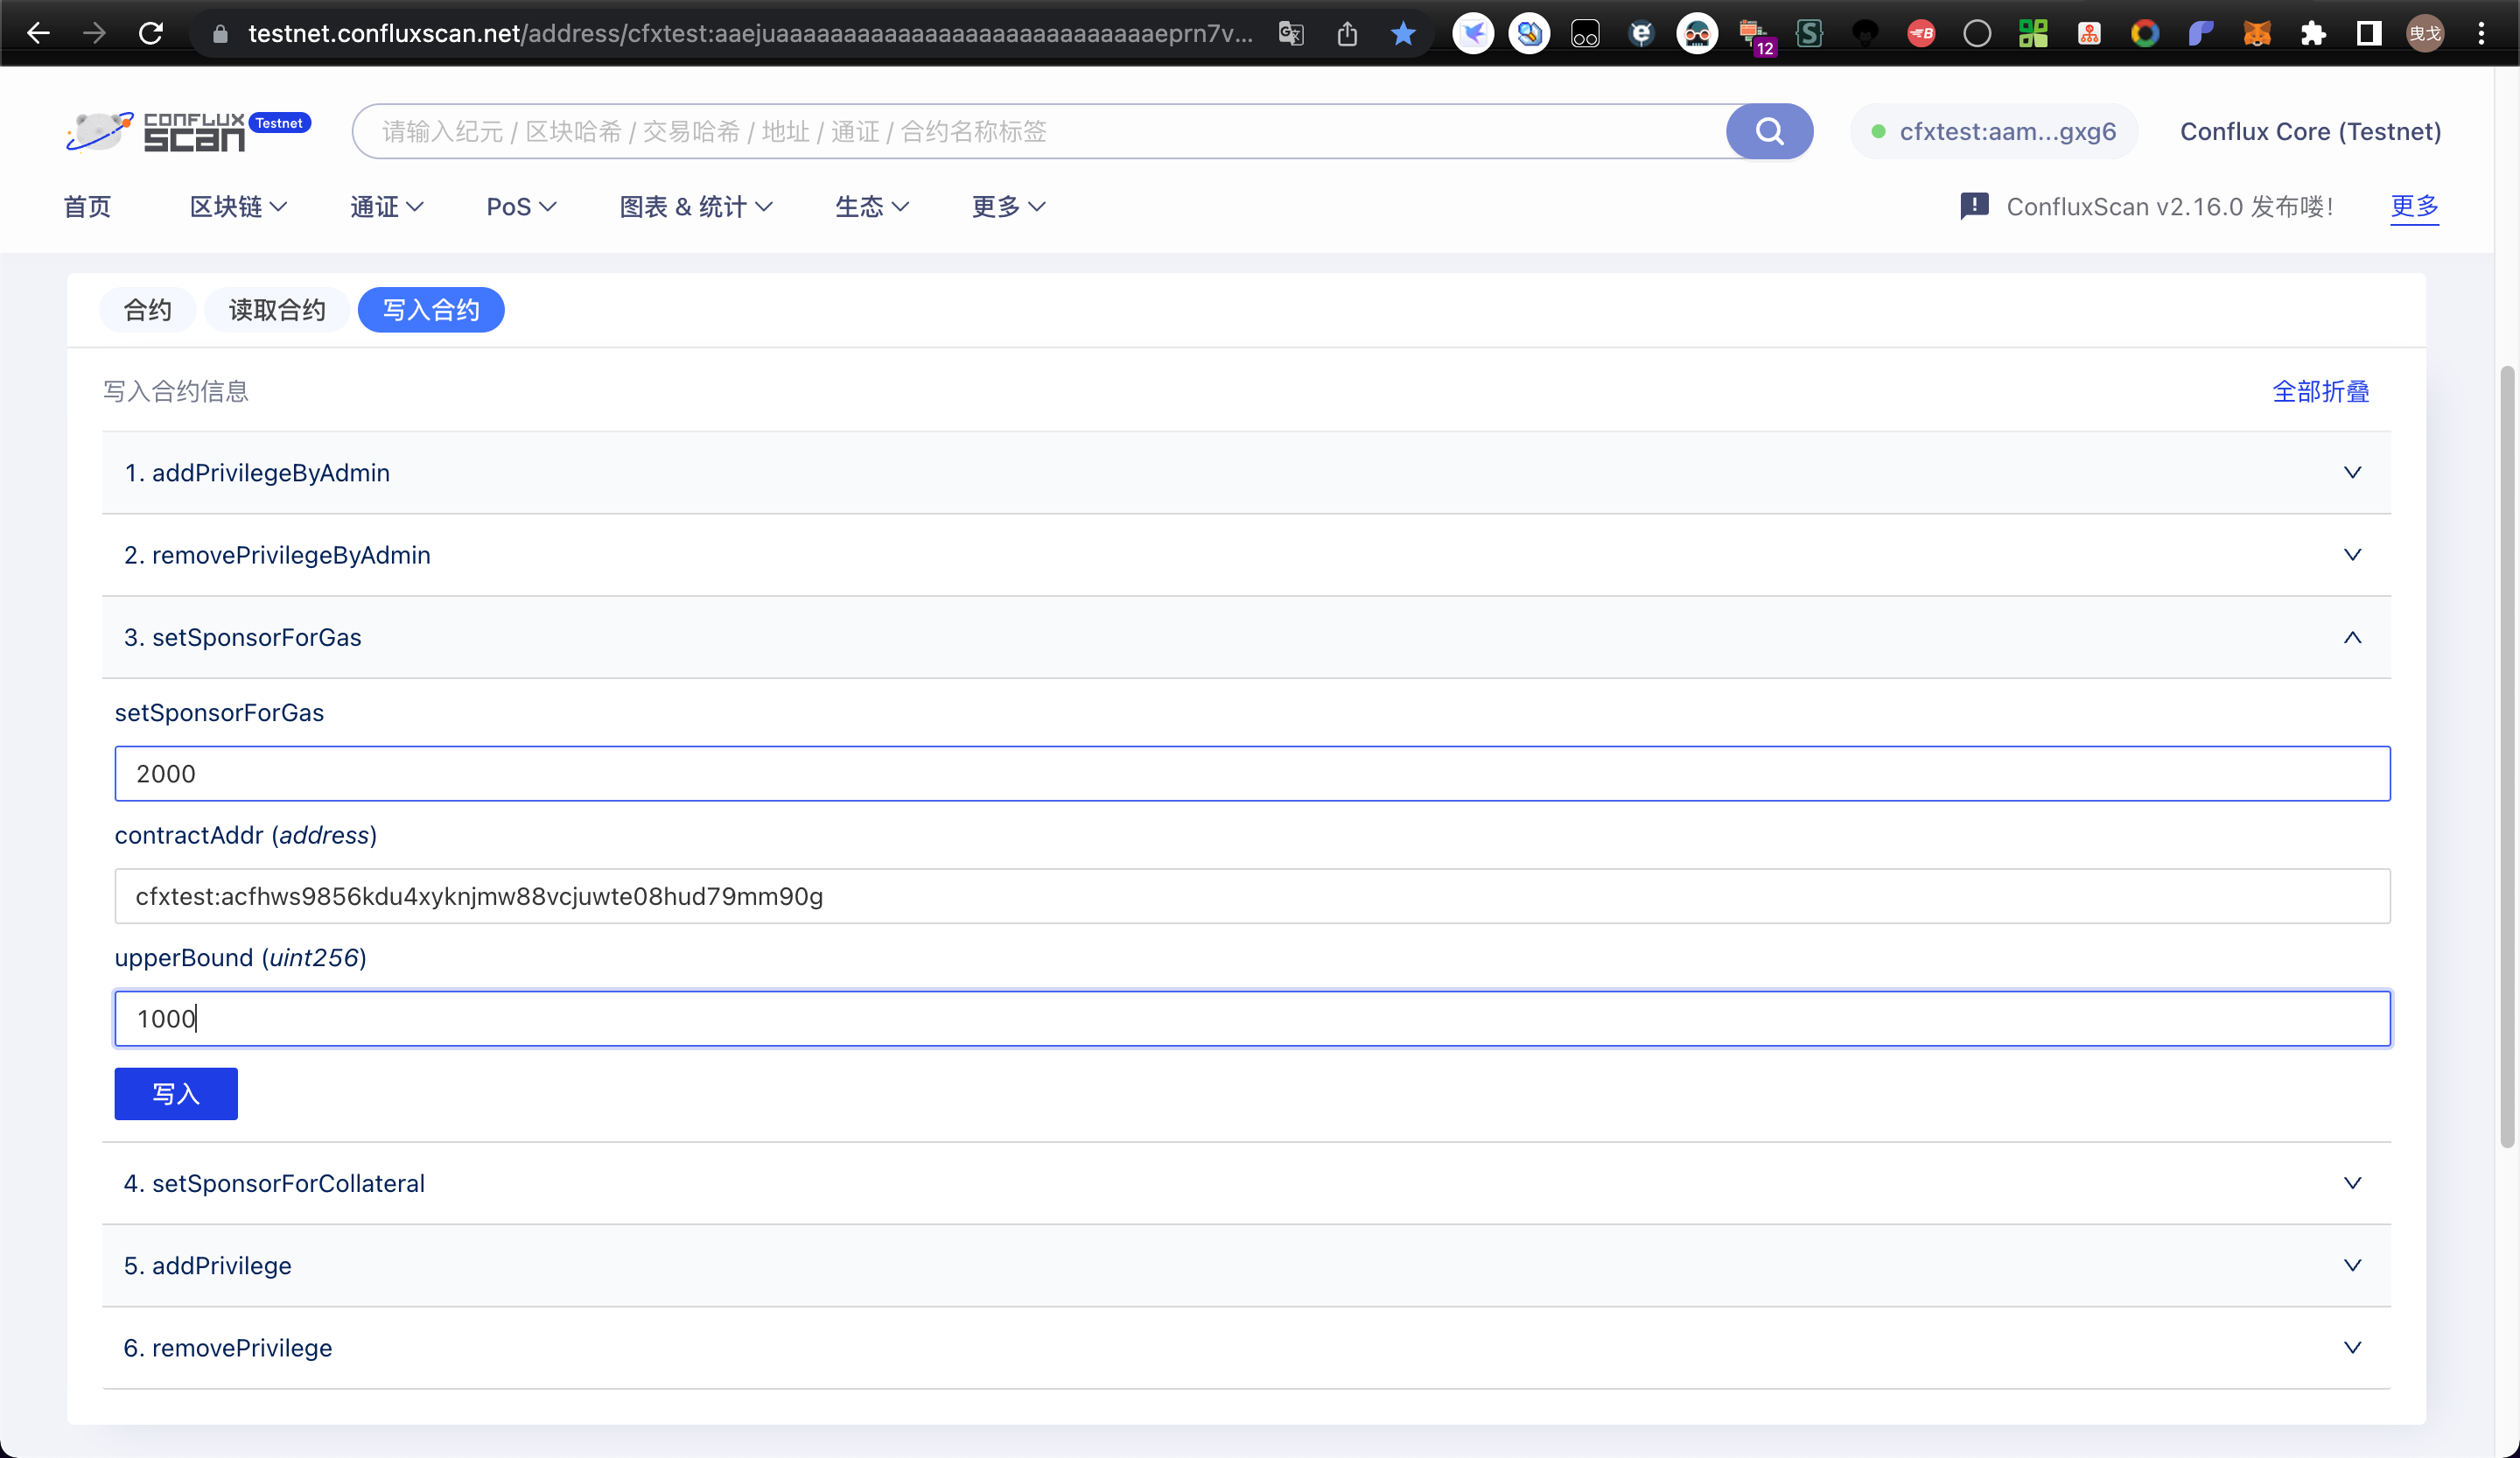 testnet.confluxscan.net/address/cfxtest:aaejuaaaaaaaaaaaaaaaaaaaaaaaaaaaaeprn7v...
12
曳戈
CONFLUX SCAN Testnet
请输入纪元 / 区块哈希 / 交易哈希 / 地址 / 通证 / 合约名称标签
cfxtest:aam...gxg6
Conflux Core (Testnet)
首页 区块链 通证 PoS 图表 & 统计 生态 更多
ConfluxScan v2.16.0 发布喽!
更多
合约 读取合约 写入合约
写入合约信息
全部折叠
1. addPrivilegeByAdmin
2. removePrivilegeByAdmin
3. setSponsorForGas
setSponsorForGas
2000
contractAddr (address)
cfxtest:acfhws9856kdu4xyknjmw88vcjuwte08hud79mm90g
upperBound (uint256)
1000
写入
4. setSponsorForCollateral
5. addPrivilege
6. removePrivilege